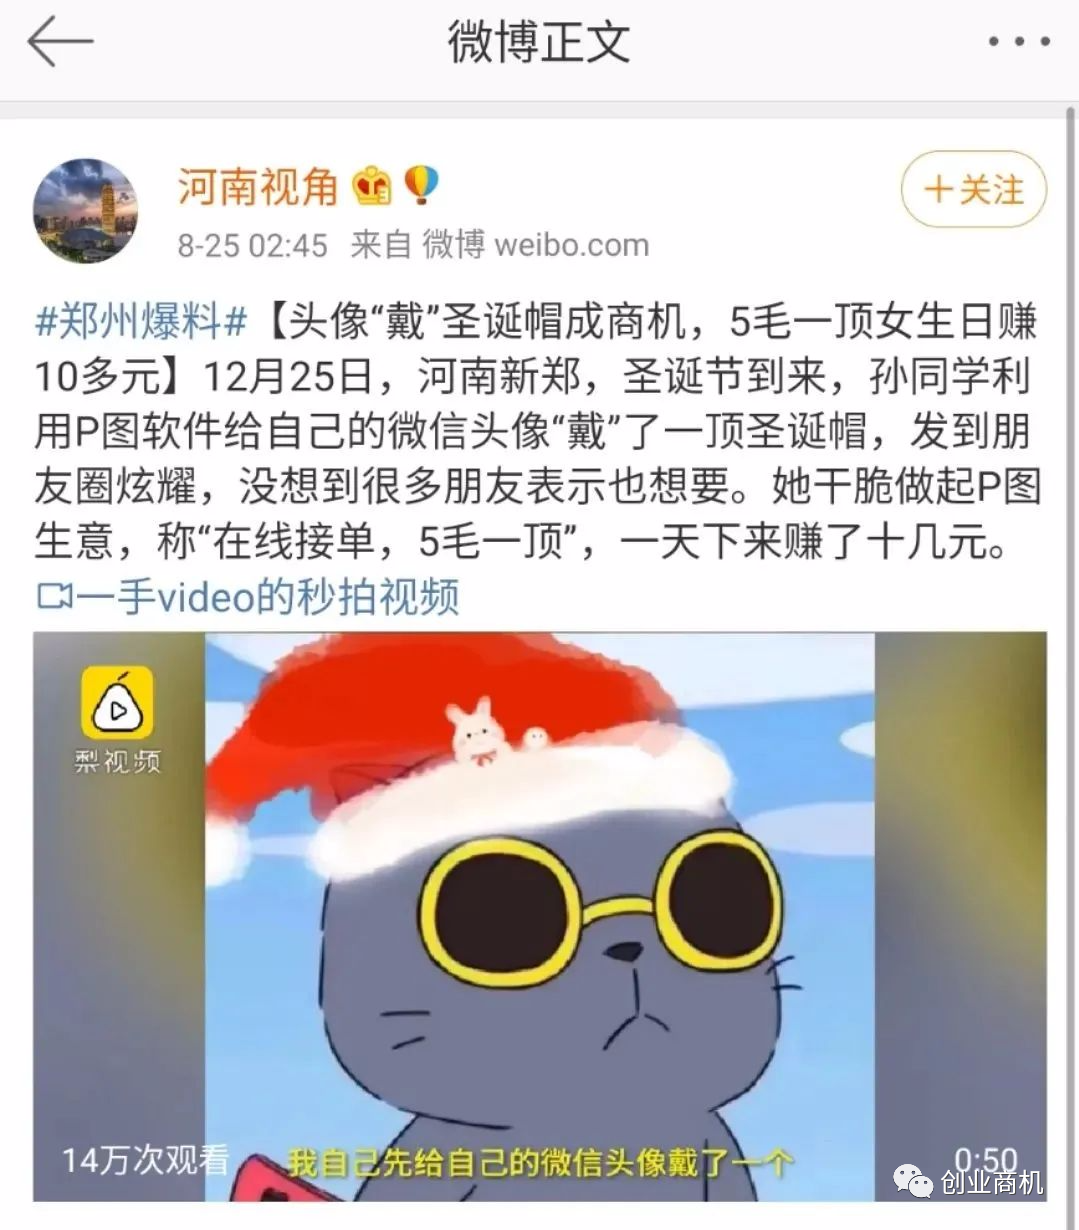 微博正文
河南视角
+关注
8-25 02:45 来自 微博 weibo.com
#郑州爆料#【头像“戴”圣诞帽成商机，5毛一顶女生日赚
10多元】12月25日，河南新郑，圣诞节到来，孙同学利
用P图软件给自己的微信头像“戴”了一顶圣诞帽，发到朋
友圈炫耀，没想到很多朋友表示也想要。她干脆做起P图
生意，称“在线接单，5毛一顶”，一天下来赚了十几元。
一手video的秒拍视频
梨视频
14万次观看
我自己先给自己的微信头像戴了一个
0:50
创业商机